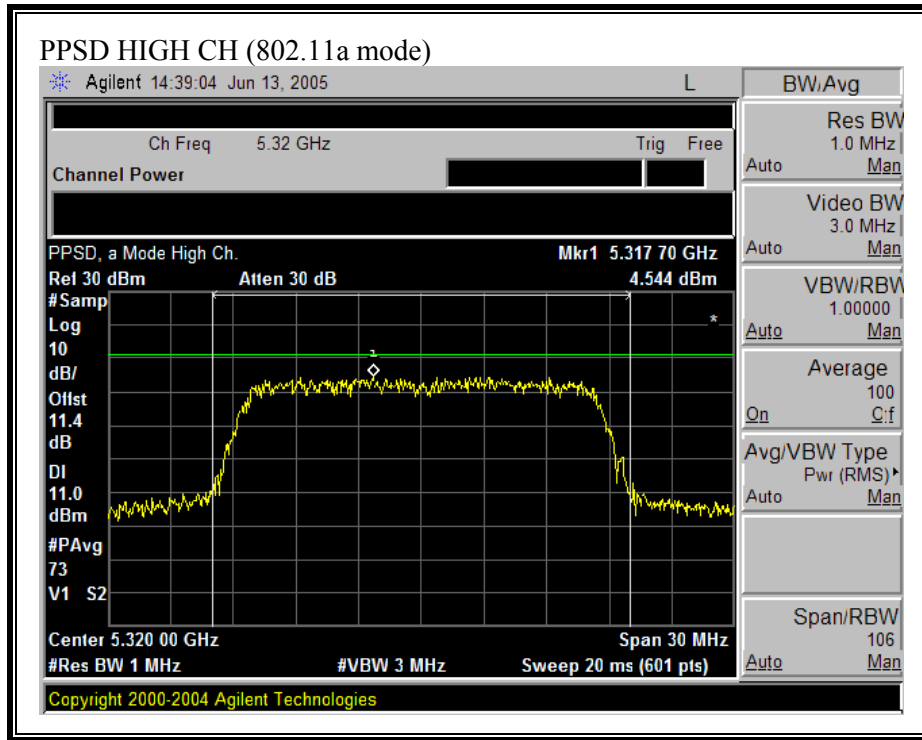 PPSD HIGH CH (802.11a mode)
Agilent 14:39:04 Jun 13, 2005 L
Ch Freq 5.32 GHz Trig Free
Channel Power
PPSD, a Mode High Ch. Mkr1 5.317 70 GHz
Ref 30 dBm Atten 30 dB 4.544 dBm
#Samp
Log
10
dB/
Offst
11.4
dB
DI
11.0
dBm
#PAvg
73
V1 S2
1
*
Center 5.320 00 GHz Span 30 MHz
#Res BW 1 MHz #VBW 3 MHz Sweep 20 ms (601 pts)
Copyright 2000-2004 Agilent Technologies
BW/Avg
Res BW
1.0 MHz
Auto Man
Video BW
3.0 MHz
Auto Man
VBW/RBW
1.00000
Auto Man
Average
100
On Off
Avg/VBW Type
Pwr (RMS)
Auto Man
Span/RBW
106
Auto Man